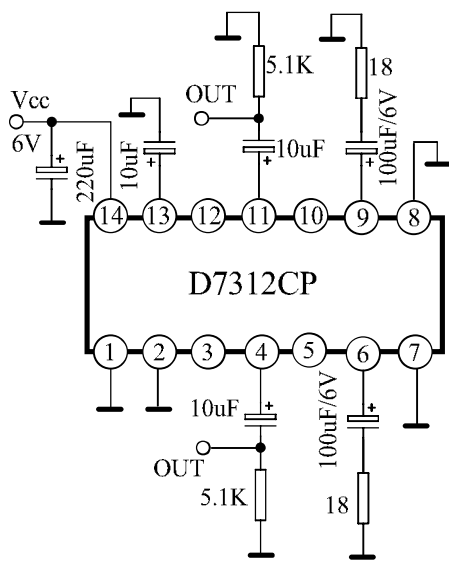 5.1K
18
OUT
Vcc
6V
220uF
10uF
10uF
100uF/6V
14
13
12
11
10
9
8
D7312CP
1
2
3
4
5
6
7
10uF
100uF/6V
OUT
5.1K
18